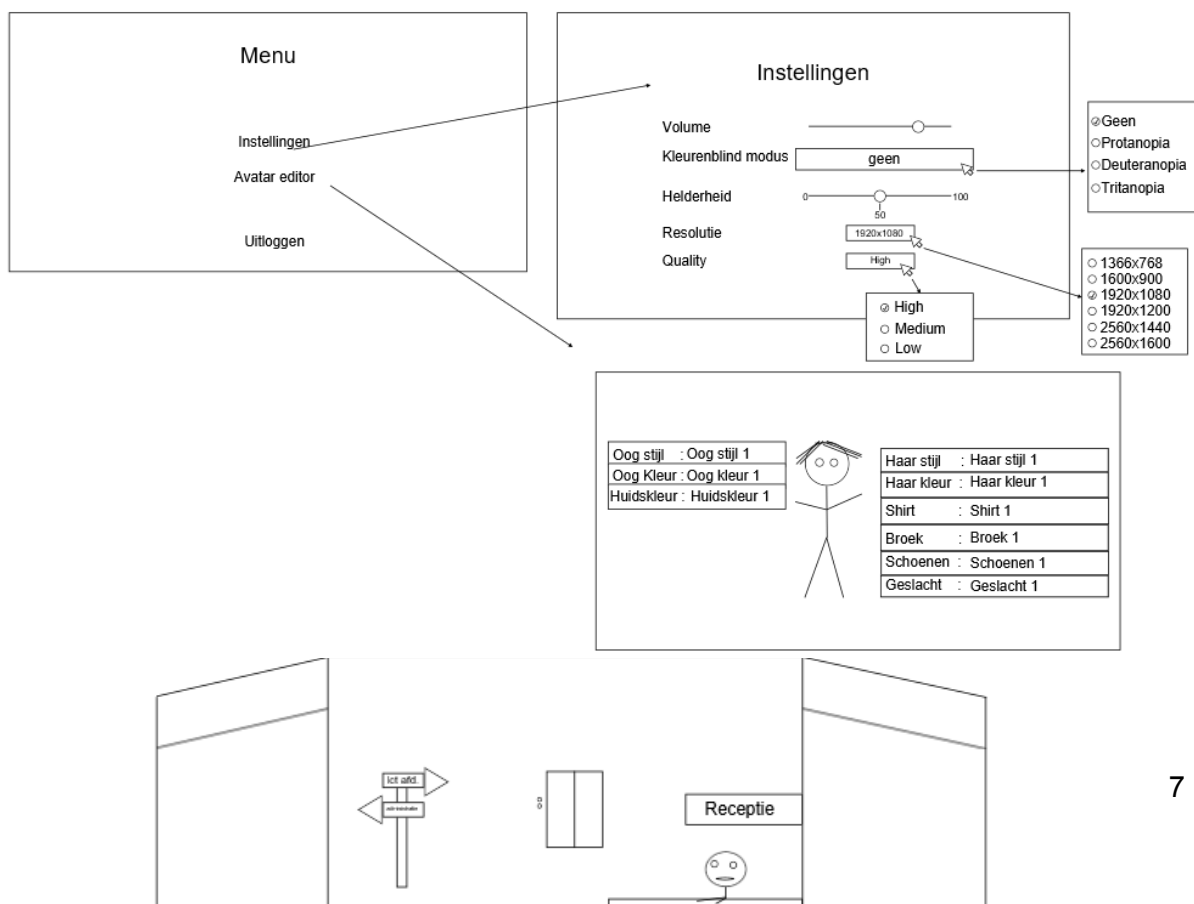 Menu
Instellingen
Avatar editor
Uitloggen
Instellingen
Volume
Kleurenblind modus
geen
Helderheid
0
100
50
Resolutie
1920x1080
Quality
High
Geen
Protanopia
Deuteranopia
Tritanopia
1366x768
1600x900
1920x1080
1920x1200
2560x1440
2560x1600
High
Medium
Low
Oog stijl : Oog stijl 1
Oog Kleur : Oog kleur 1
Huidskleur : Huidskleur 1
Haar stijl : Haar stijl 1
Haar kleur : Haar kleur 1
Shirt : Shirt 1
Broek : Broek 1
Schoenen : Schoenen 1
Geslacht : Geslacht 1
Ict afd.
Receptie
7